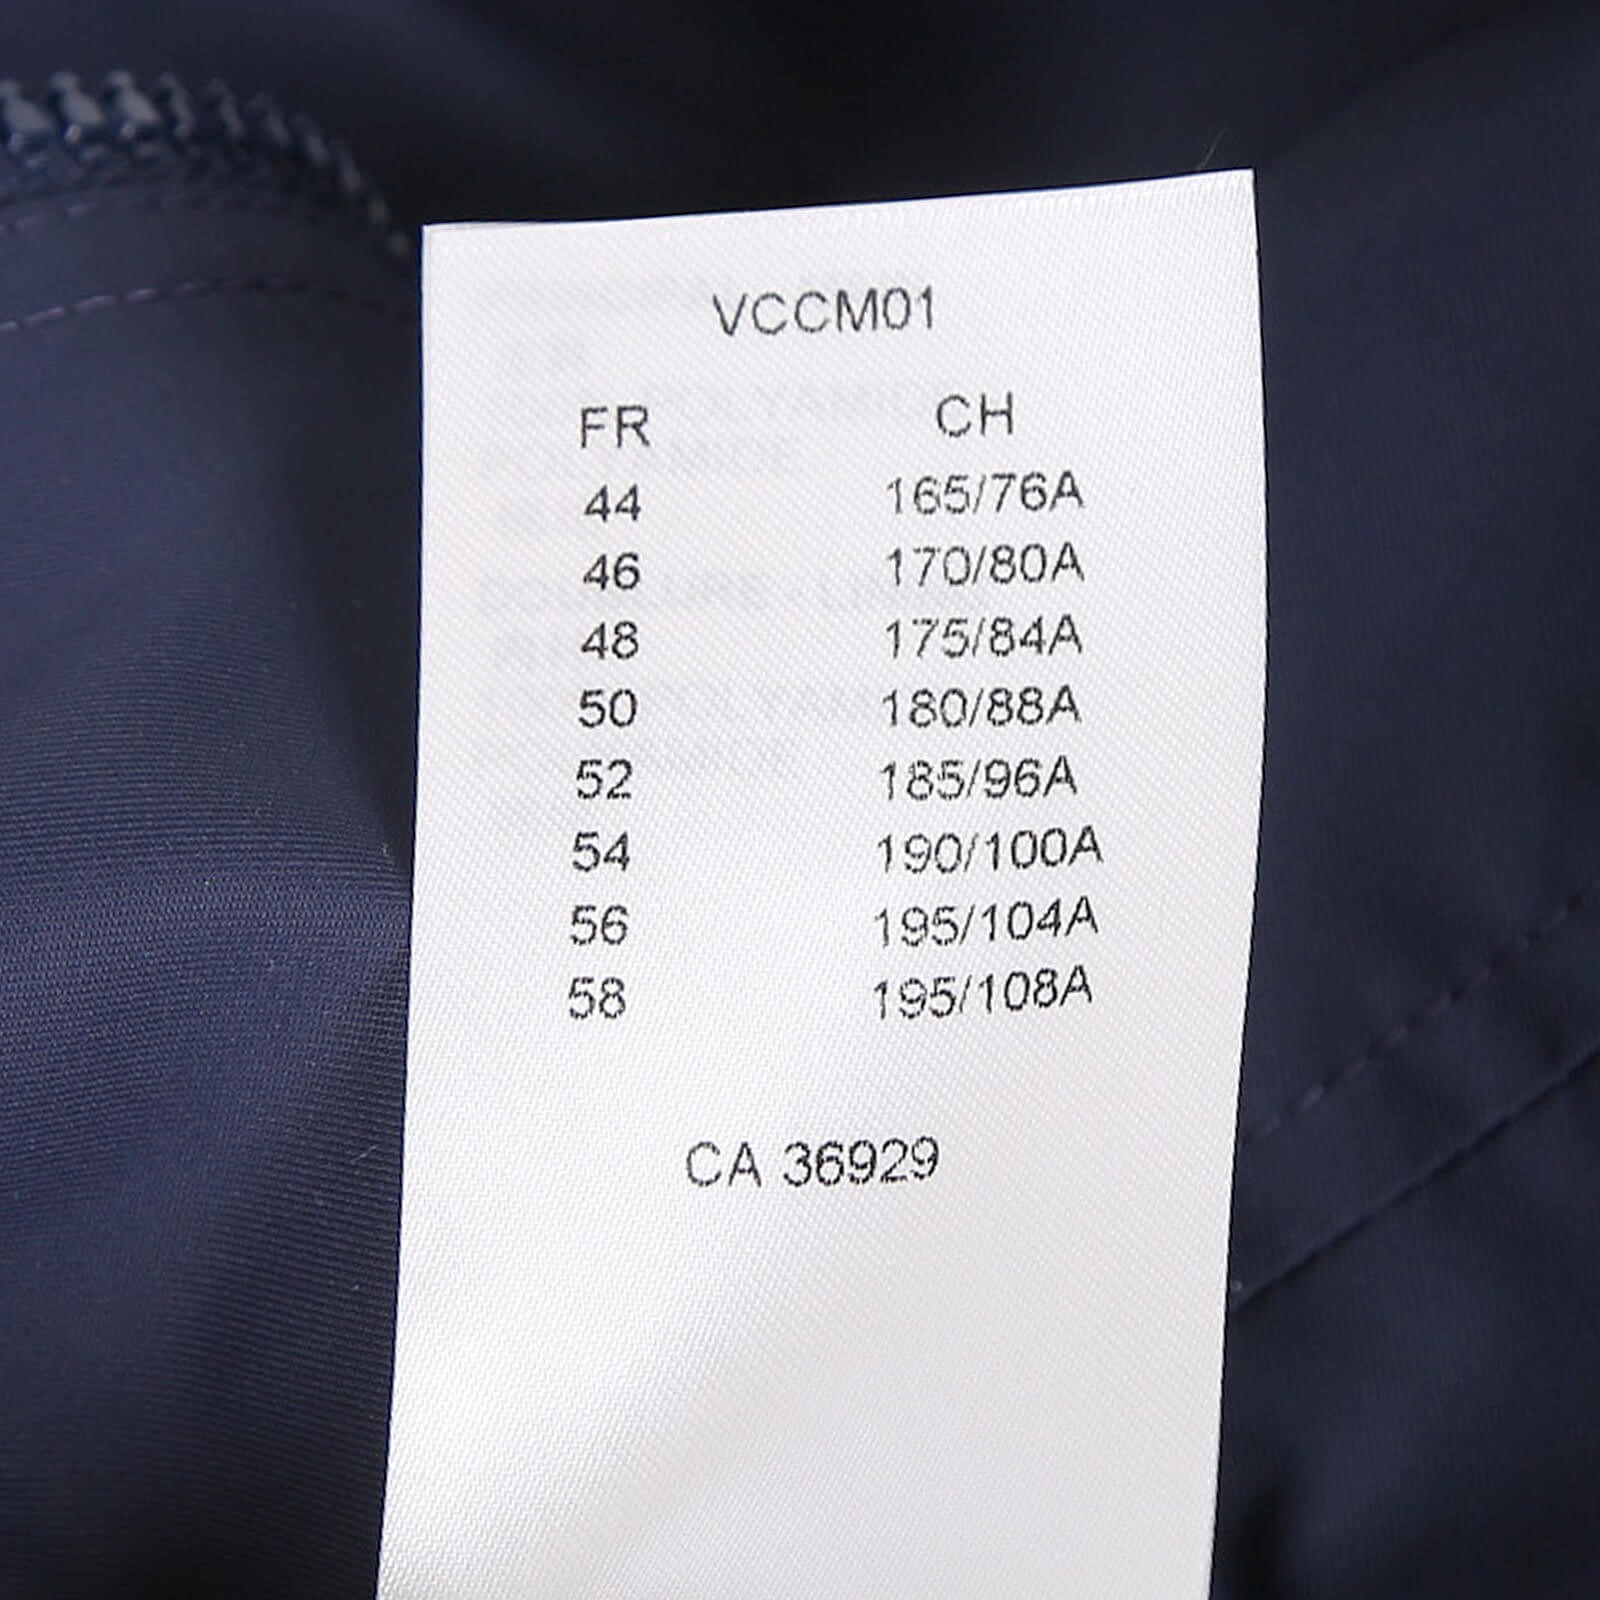 VCCM01
FR CH
44 165/76A
46 170/80A
48 175/84A
50 180/88A
52 185/96A
54 190/100A
56 195/104A
58 195/108A
CA 36929